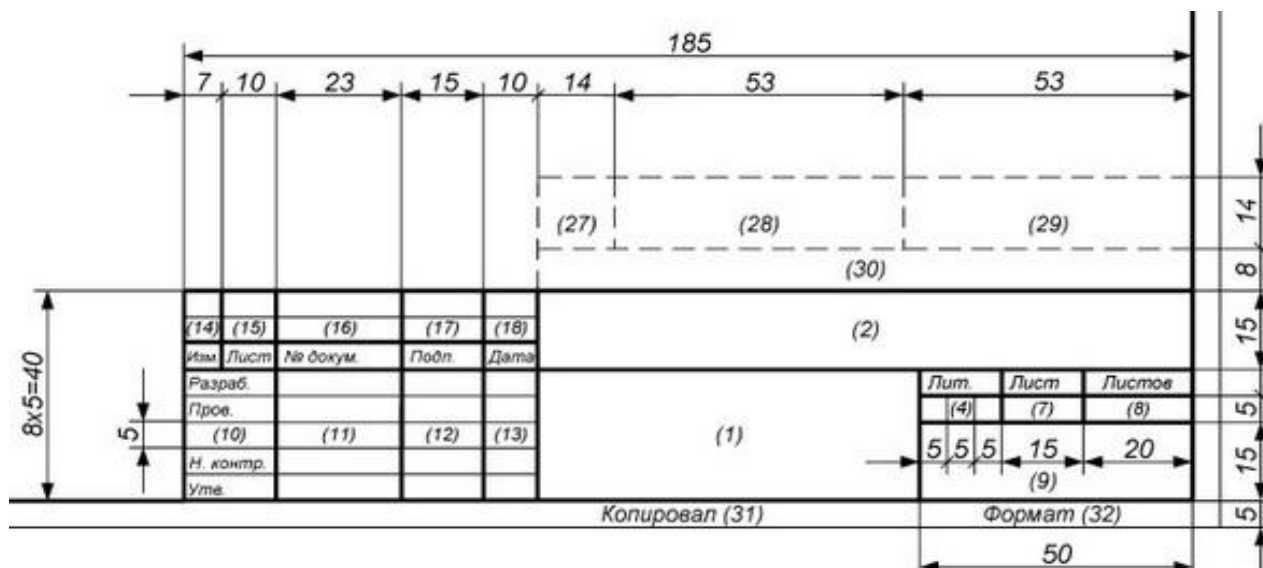 185
7 10 23 15 10 14 53 53
14
(27) (28) (29)
8
(30)
(14) (15) (16) (17) (18) (2)
15
Изм. Лист № докум. Подп. Дата
8х5=40
Разраб. Лит. Лист Листов
Пров. (4) (7) (8)
5
5
(10) (11) (12) (13) (1)
5 5 5 15 20
15
Н. контр. (9)
Утв.
Копировал (31) Формат (32)
5
50